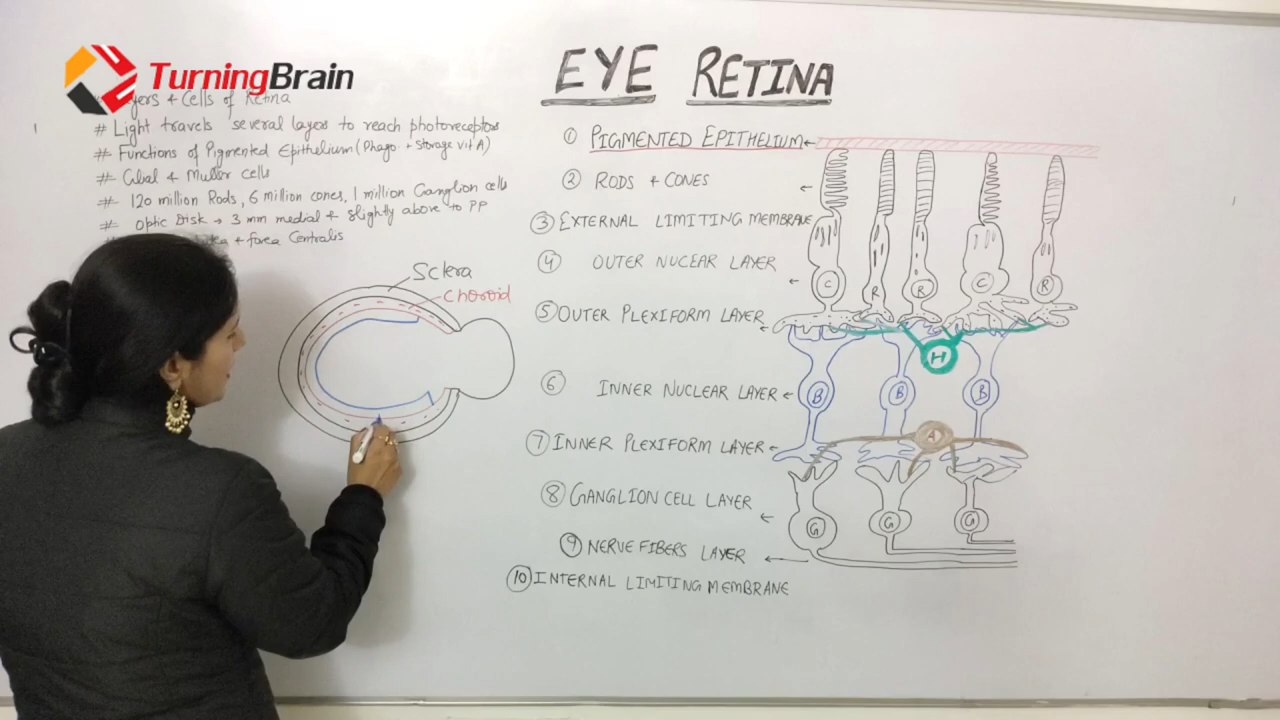 TurningBrain
yers & Cells of Retina
# Light travels several layers to reach photoreceptors
# Functions of Pigmented Epithelium (Phago. + Storage vit A)
# & Muller cells
# 120 million Rods, 6 million cones, 1 million Ganglion cells
# optic Disk → 3 mm medial & slightly above to PP
& fovea Centralis
Sclera
Choroid
EYE RETINA
① PIGMENTED EPITHELIUM
② RODS & CONES
③ EXTERNAL LIMITING MEMBRANE
④ OUTER NUCEAR LAYER
⑤ OUTER PLEXIFORM LAYER
⑥ INNER NUCLEAR LAYER
⑦ INNER PLEXIFORM LAYER
⑧ GANGLION CELL LAYER
⑨ NERVE FIBERS LAYER
⑩ INTERNAL LIMITING MEMBRANE
C R R C R
H
B B B
A
G G G